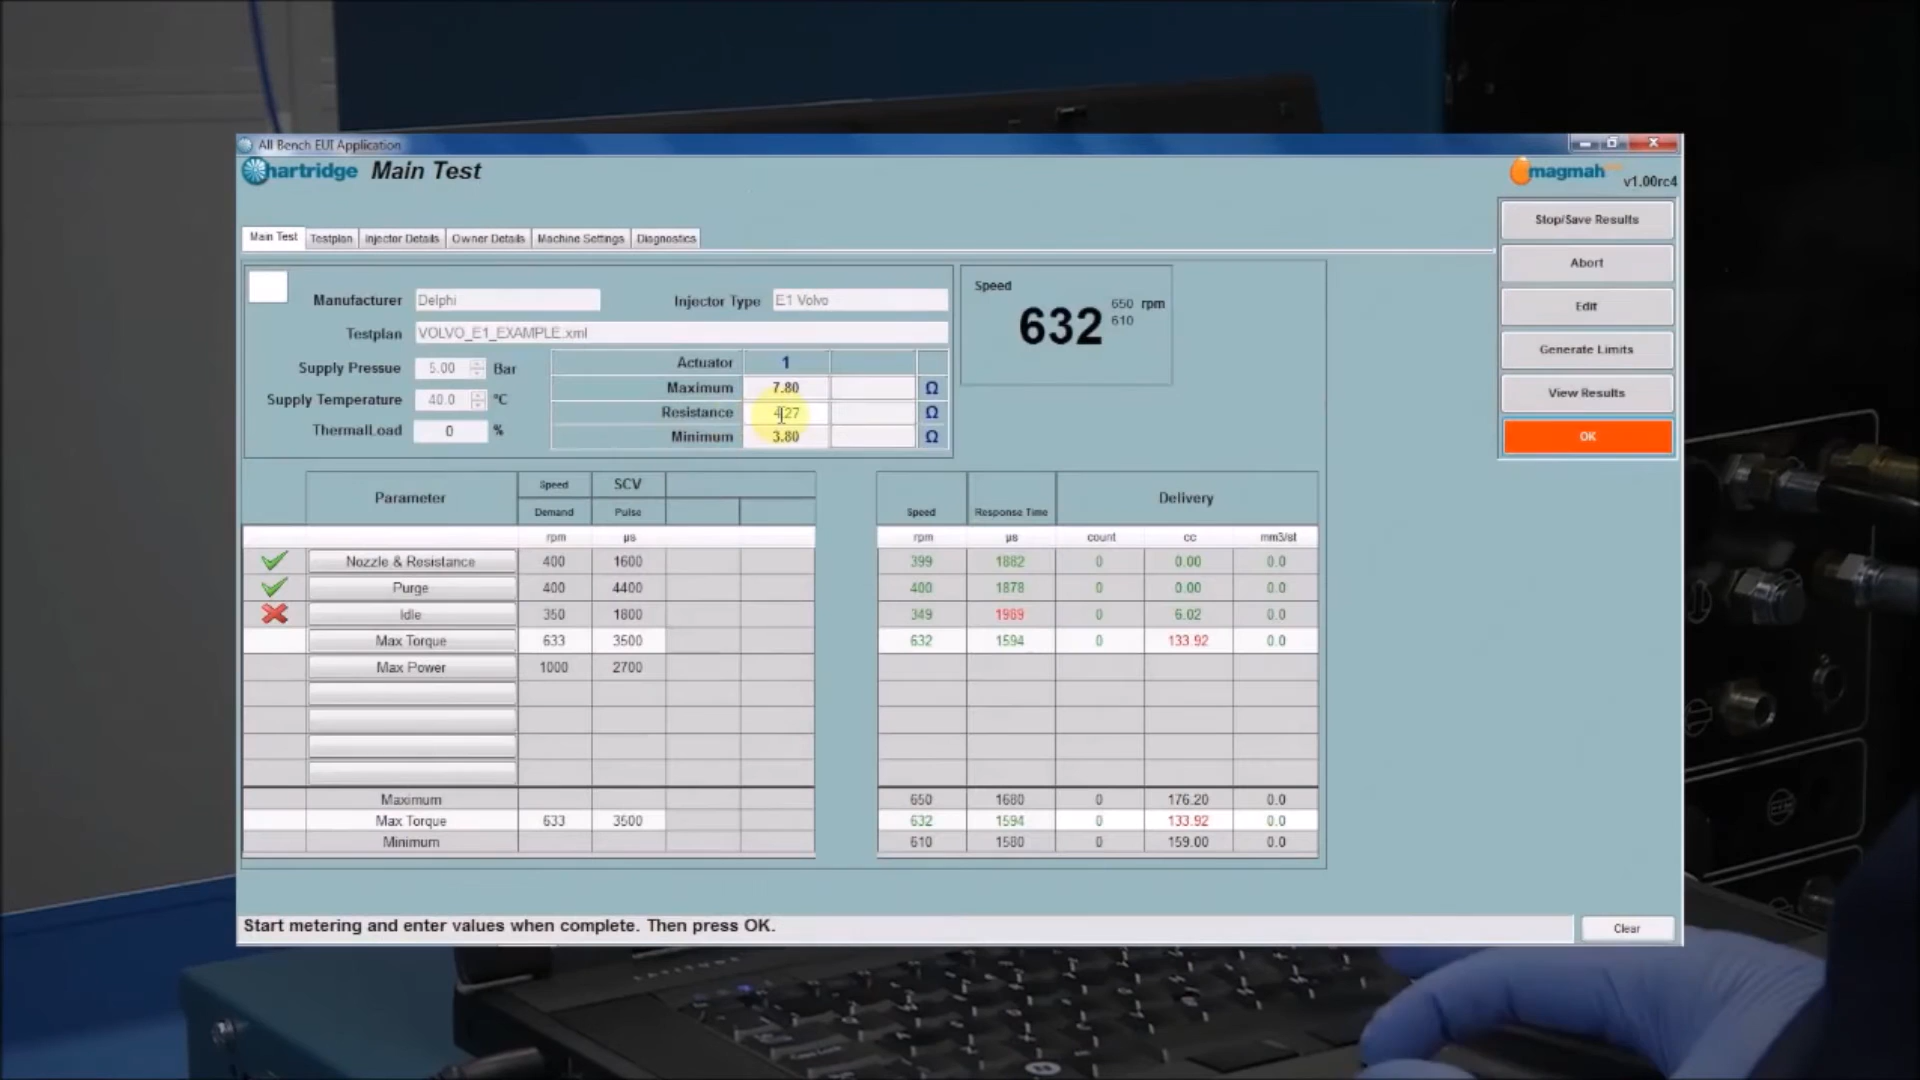 All Bench EUI Application
hartridge Main Test
magmah
v1.00rc4
Main Test Testplan Injector Details Owner Details Machine Settings Diagnostics
Stop/Save Results
Abort
Edit
Generate Limits
View Results
OK
Manufacturer Delphi Injector Type E1 Volvo
Testplan VOLVO_E1_EXAMPLE.xml
Supply Pressue 5.00 Bar
Supply Temperature 40.0 °C
ThermalLoad 0 %
Actuator 1
Maximum 7.80 Ω
Resistance 4.27 Ω
Minimum 3.80 Ω
Speed
632 650 rpm
610
Parameter Speed SCV Speed Response Time Delivery
Demand Pulse
rpm µs rpm µs count cc mm3/st
Nozzle & Resistance 400 1600 399 1882 0 0.00 0.0
Purge 400 4400 400 1878 0 0.00 0.0
Idle 350 1800 349 1989 0 6.02 0.0
Max Torque 633 3500 632 1594 0 133.92 0.0
Max Power 1000 2700
Maximum 650 1680 0 176.20 0.0
Max Torque 633 3500 632 1594 0 133.92 0.0
Minimum 610 1580 0 159.00 0.0
Start metering and enter values when complete. Then press OK.
Clear
LATITUDE